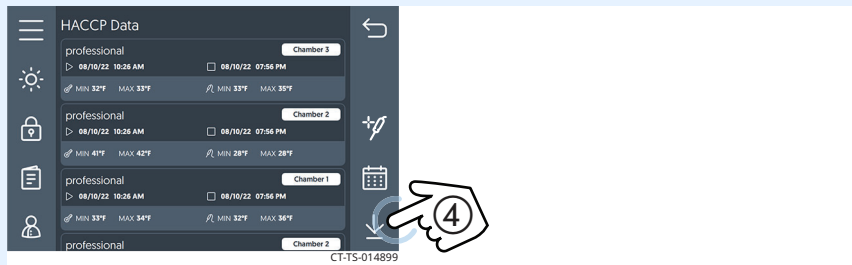 HACCP Data
professional Chamber 3
08/10/22 10:26 AM 08/10/22 07:56 PM
MIN 32°F MAX 33°F MIN 33°F MAX 35°F
professional Chamber 2
08/10/22 10:26 AM 08/10/22 07:56 PM
MIN 41°F MAX 42°F MIN 28°F MAX 28°F
professional Chamber 1
08/10/22 10:26 AM 08/10/22 07:56 PM
MIN 33°F MAX 34°F MIN 32°F MAX 36°F
professional Chamber 2
4
CT-TS-014899